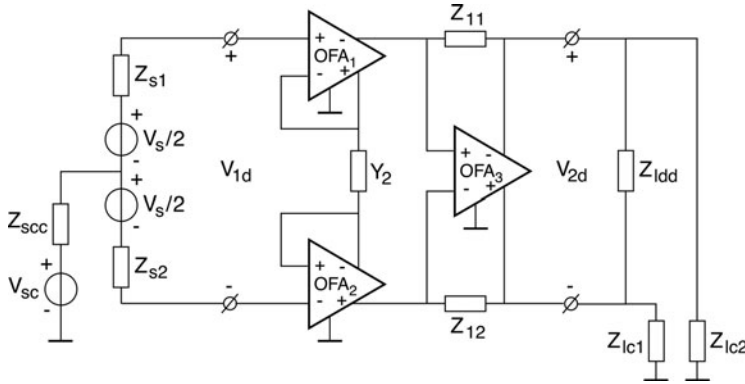 Z11
+ -
OFA1
- +
+
+
Zs1
+
Vs/2
-
V1d
Y2
+ -
OFA3
- +
V2d
Zldd
+
Vs/2
-
Zscc
Zs2
+
Vsc
-
-
+ -
OFA2
- +
-
Z12
Zlc1
Zlc2